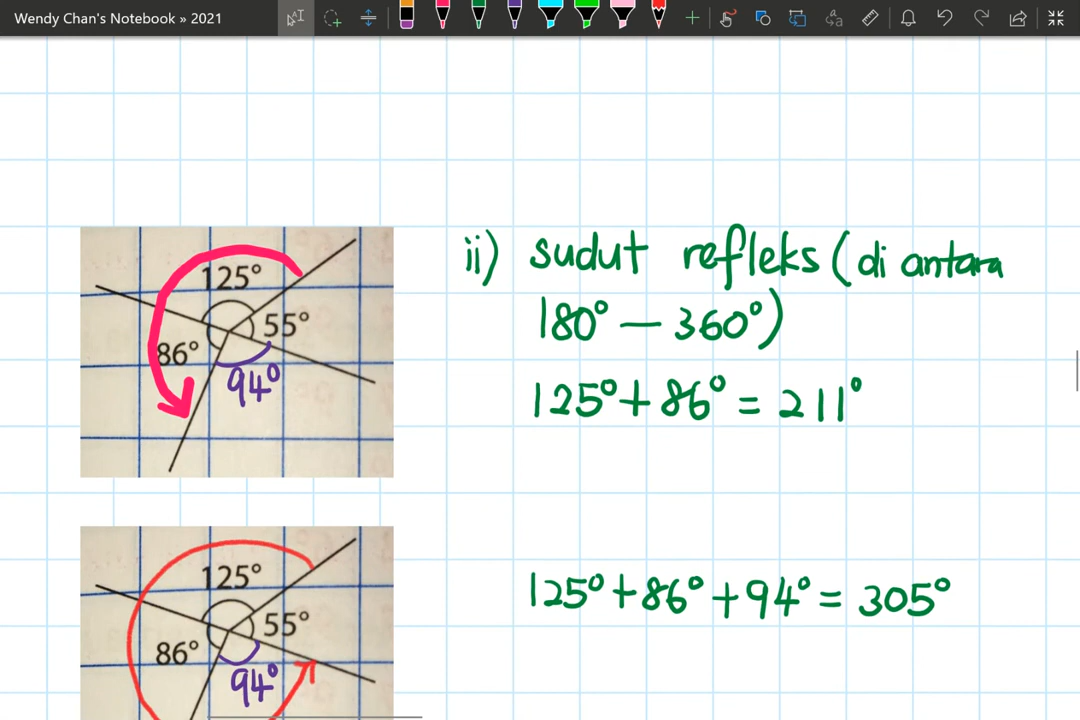 Wendy Chan's Notebook » 2021
ii) sudut refleks (di antara
180° – 360°)
125°
55°
86°
94°
125° + 86° = 211°
125°
55°
86°
94°
125° + 86° + 94° = 305°